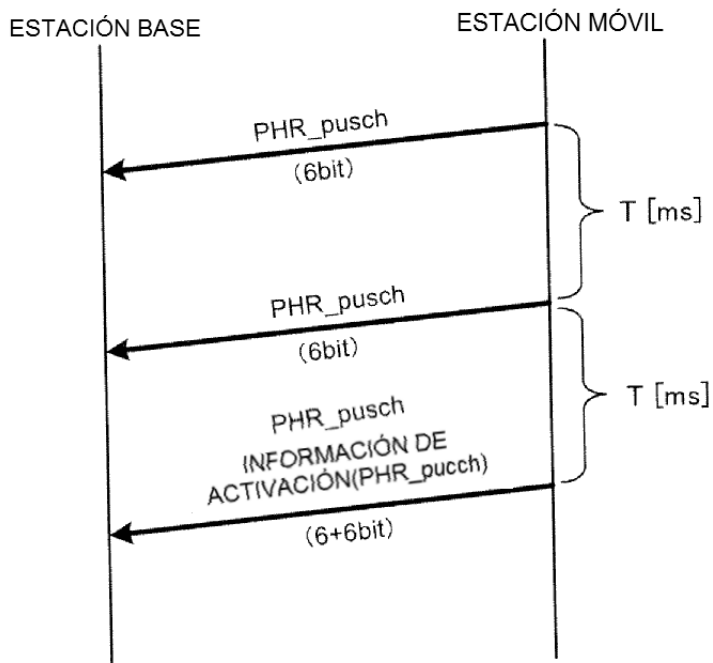 ESTACIÓN BASE
ESTACIÓN MÓVIL
PHR_pusch
(6bit)
T [ms]
PHR_pusch
(6bit)
T [ms]
PHR_pusch
INFORMACIÓN DE
ACTIVACIÓN(PHR_pucch)
(6+6bit)